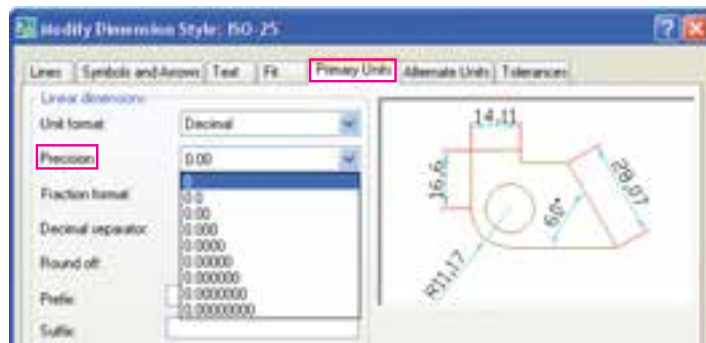 Modify Dimension Style: ISO-25
Lines Symbols and Arrows Text Fit Primary Units Alternate Units Tolerances
Linear dimensions
Unit format: Decimal
Precision 0.00
0
0.0
0.00
0.000
0.0000
0.00000
0.000000
0.0000000
0.00000000
Fraction format:
Decimal separator:
Round off:
Prefix:
Suffix:
14,11
16,6
28,07
60°
R11,17